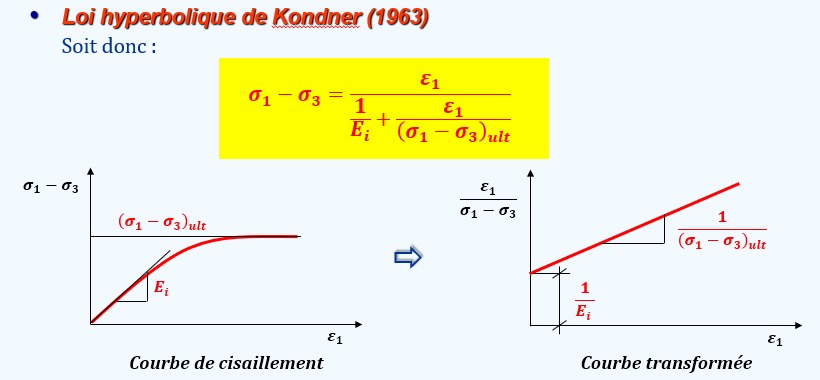 • Loi hyperbolique de Kondner (1963)
Soit donc :
σ₁ − σ₃ = ε₁ / (1/Eᵢ + ε₁/(σ₁ − σ₃)ᵤₗₜ)
σ₁ − σ₃
(σ₁ − σ₃)ᵤₗₜ
Eᵢ
ε₁
Courbe de cisaillement
ε₁/(σ₁ − σ₃)
1/(σ₁ − σ₃)ᵤₗₜ
1/Eᵢ
ε₁
Courbe transformée